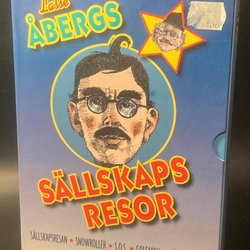 Lasse
ÅBERGS
SÄLLSKAPS
RESOR
SÄLLSKAPSRESAN ★ SNOWROLLER ★ S.O.S ★